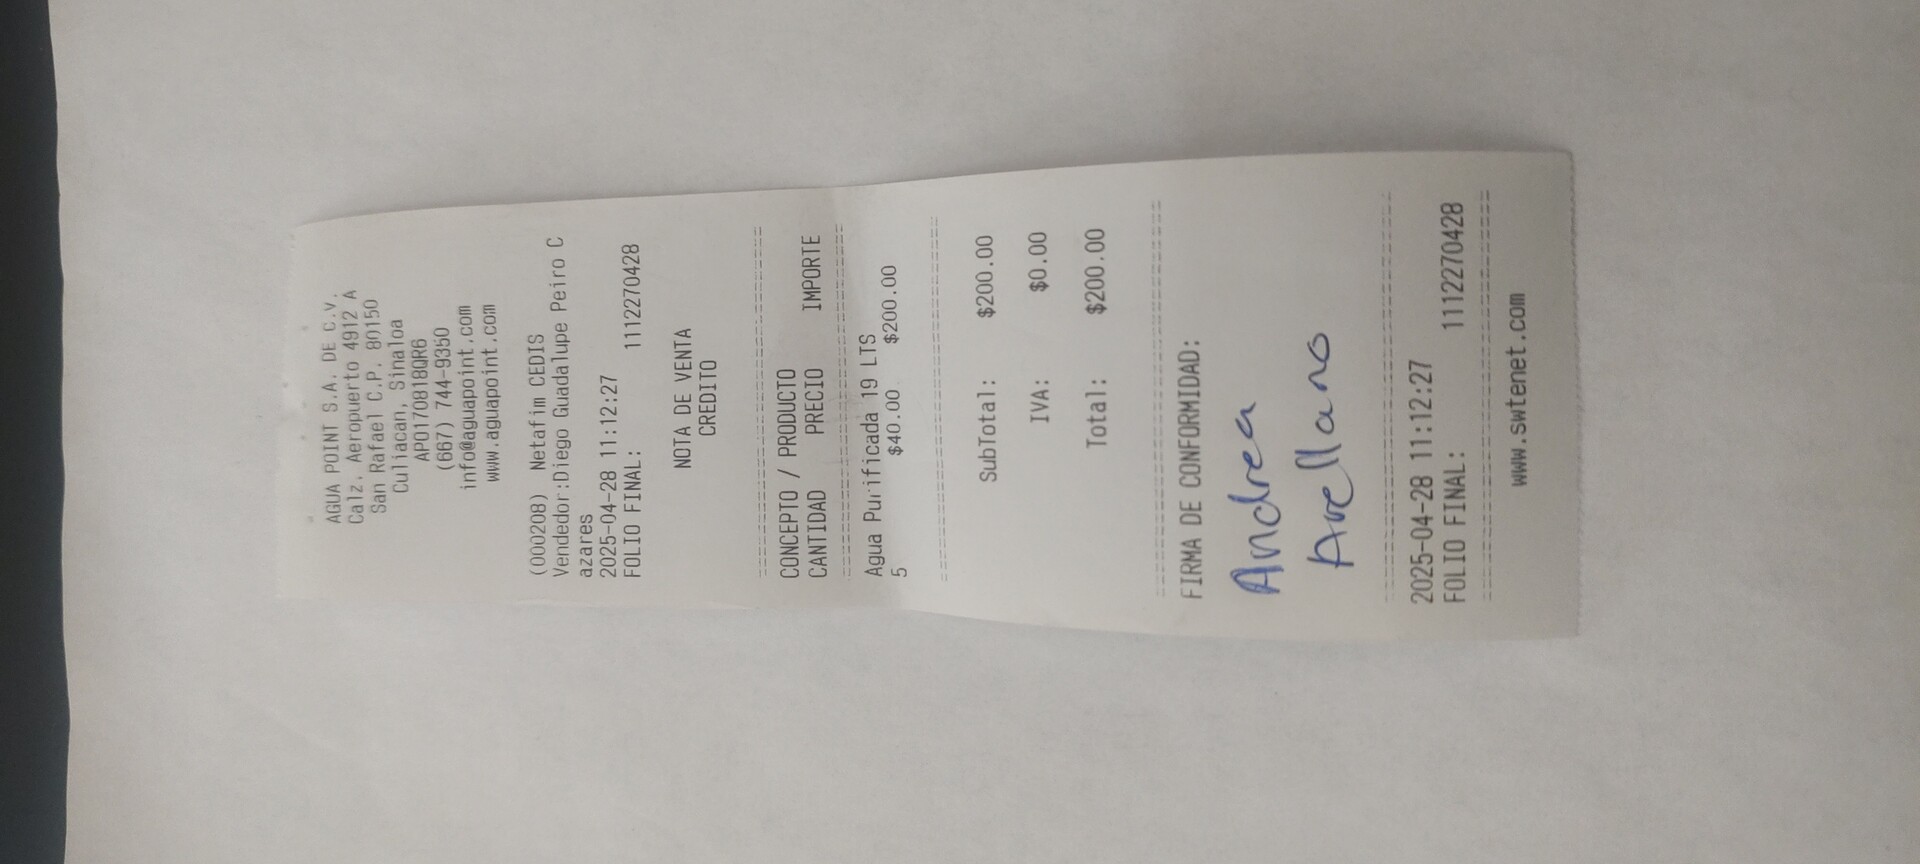 AGUA POINT S.A. DE C.V.
Calz. Aeropuerto 4912 A
San Rafael C.P. 80150
Culiacan, Sinaloa
APO170818QR6
(667) 744-9350
info@aguapoint.com
www.aguapoint.com
(000208) Netafim CEDIS
Vendedor:Diego Guadalupe Peiro C
azares
2025-04-28 11:12:27
FOLIO FINAL: 1112270428
NOTA DE VENTA
CREDITO
CONCEPTO / PRODUCTO
CANTIDAD PRECIO IMPORTE
Agua Purificada 19 LTS
5 $40.00 $200.00
SubTotal: $200.00
IVA: $0.00
Total: $200.00
FIRMA DE CONFORMIDAD:
Andrea
Avellano
2025-04-28 11:12:27
FOLIO FINAL: 1112270428
www.swtenet.com